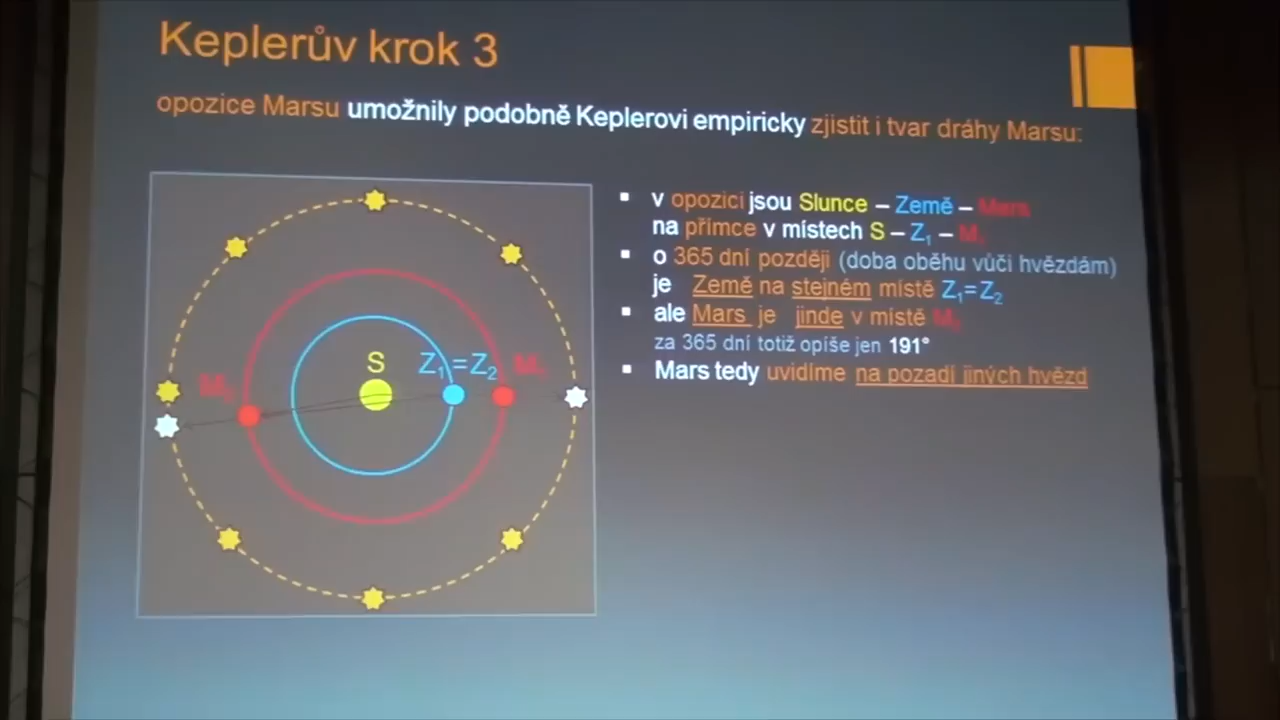 Keplerův krok 3
opozice Marsu umožnily podobně Keplerovi empiricky zjistit i tvar dráhy Marsu:
▪ v opozici jsou Slunce – Země – Mars
na přímce v místech S – Z₁ – M₁
▪ o 365 dní později (doba oběhu vůči hvězdám)
je Země na stejném místě Z₁=Z₂
▪ ale Mars je jinde v místě M₂
za 365 dní totiž opíše jen 191°
▪ Mars tedy uvidíme na pozadí jiných hvězd
S
Z₁=Z₂
M₁
M₂